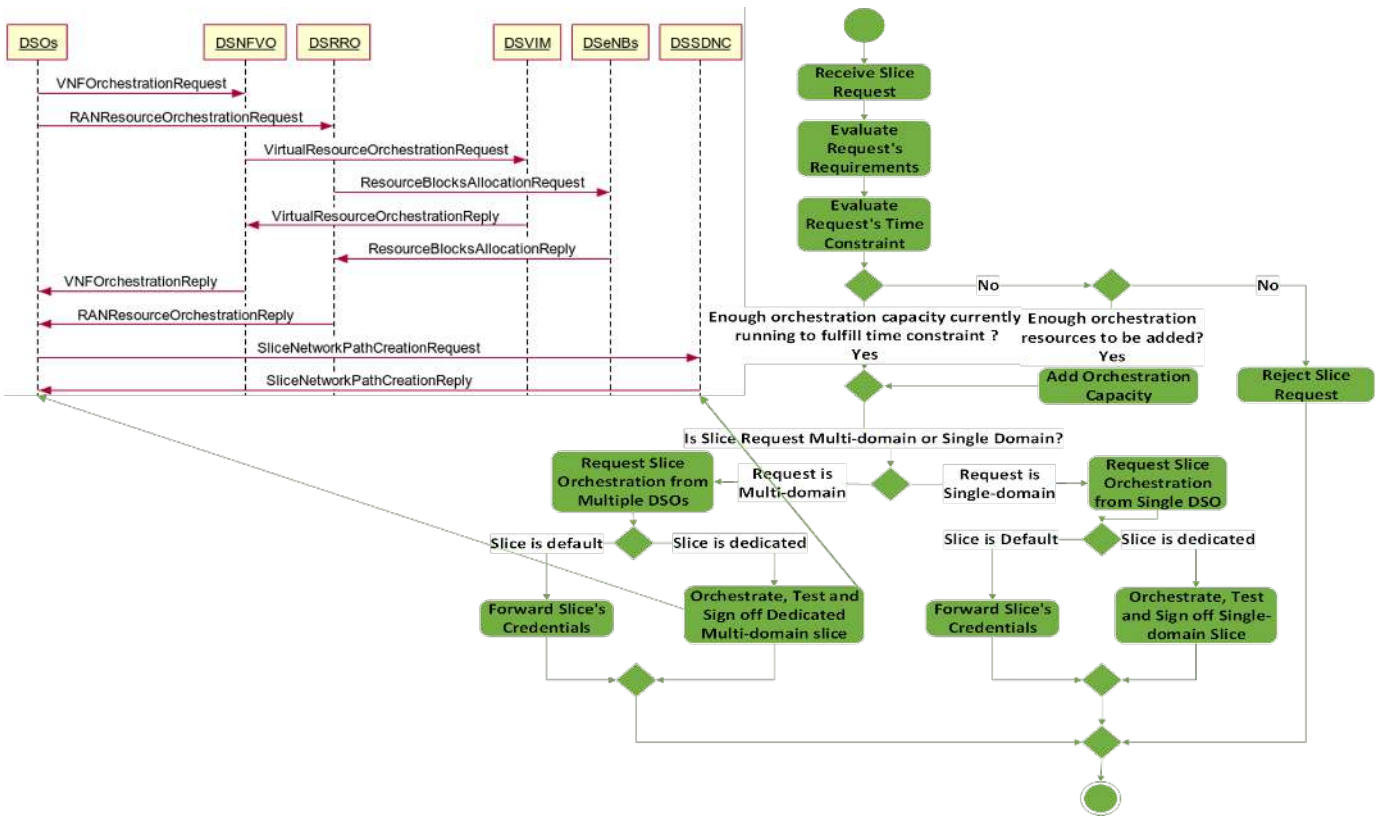 DSOs
DSNFVO
DSRRO
DSVIM
DSeNBs
DSSDNC
VNFOrchestrationRequest
RANResourceOrchestrationRequest
VirtualResourceOrchestrationRequest
ResourceBlocksAllocationRequest
VirtualResourceOrchestrationReply
ResourceBlocksAllocationReply
VNFOrchestrationReply
RANResourceOrchestrationReply
SliceNetworkPathCreationRequest
SliceNetworkPathCreationReply
Receive Slice
Request
Evaluate
Request's
Requirements
Evaluate
Request's Time
Constraint
No
No
Enough orchestration capacity currently
running to fulfill time constraint ?
Yes
Enough orchestration
resources to be added?
Yes
Add Orchestration
Capacity
Reject Slice
Request
Is Slice Request Multi-domain or Single Domain?
Request Slice
Orchestration from
Multiple DSOs
Request is
Multi-domain
Request is
Single-domain
Request Slice
Orchestration
from Single DSO
Slice is default
Slice is dedicated
Slice is Default
Slice is dedicated
Forward Slice's
Credentials
Orchestrate, Test and
Sign off Dedicated
Multi-domain slice
Forward Slice's
Credentials
Orchestrate, Test
and Sign off Single-
domain Slice